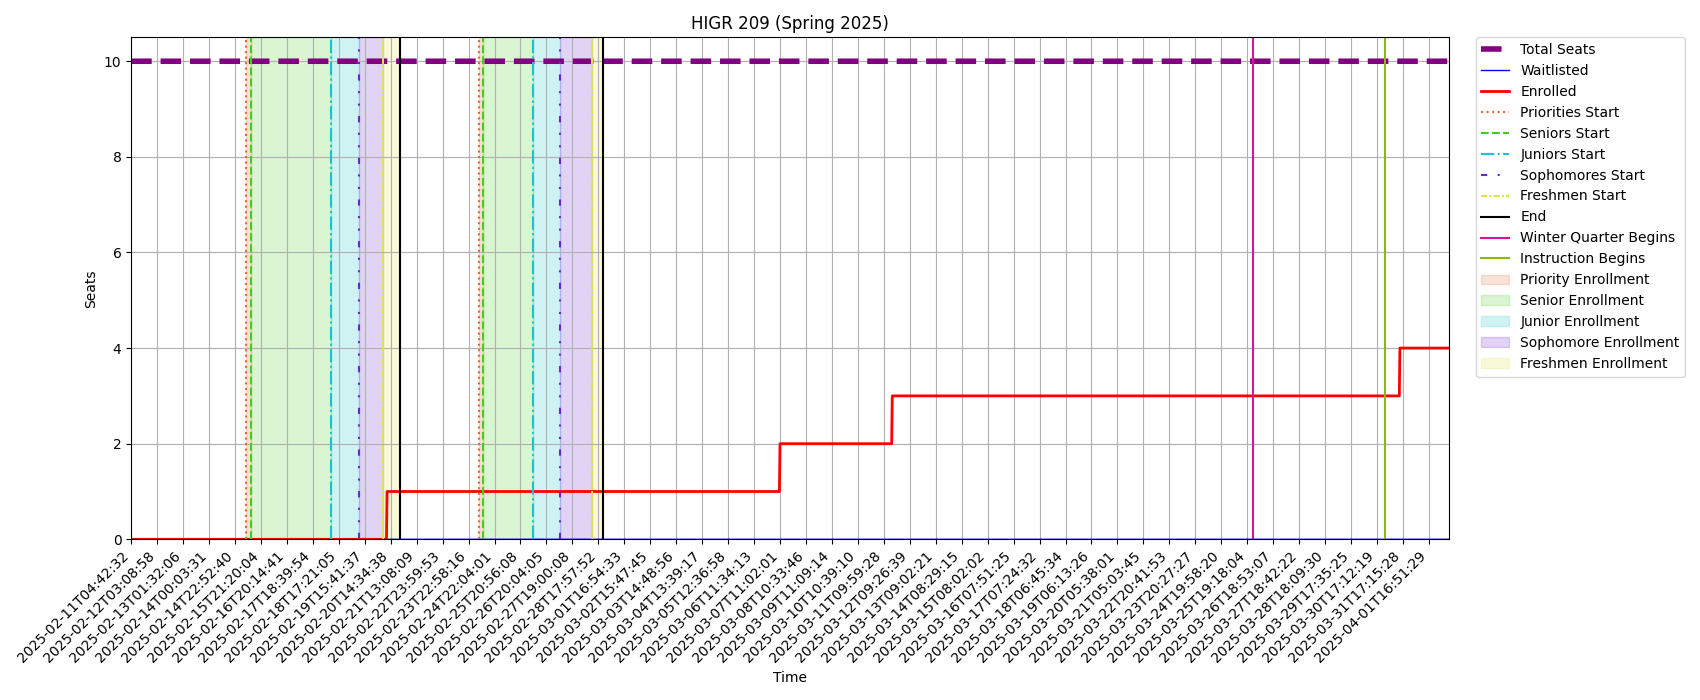 HIGR 209 (Spring 2025)
Seats
10
8
6
4
2
0
2025-02-11T04:42:32
2025-02-12T03:08:58
2025-02-13T01:32:06
2025-02-14T00:03:31
2025-02-14T22:52:40
2025-02-15T21:20:04
2025-02-16T20:14:41
2025-02-17T18:39:54
2025-02-18T17:21:05
2025-02-19T15:41:37
2025-02-20T14:34:38
2025-02-21T13:08:09
2025-02-22T23:59:53
2025-02-23T22:58:16
2025-02-24T22:04:01
2025-02-25T20:56:08
2025-02-26T20:04:05
2025-02-27T19:00:08
2025-02-28T17:57:52
2025-03-01T16:54:33
2025-03-02T15:47:45
2025-03-03T14:48:56
2025-03-04T13:39:17
2025-03-05T12:36:58
2025-03-06T11:34:13
2025-03-07T11:02:01
2025-03-08T10:33:46
2025-03-09T11:09:14
2025-03-10T10:39:10
2025-03-11T09:59:28
2025-03-12T09:26:39
2025-03-13T09:02:21
2025-03-14T08:29:15
2025-03-15T08:02:02
2025-03-16T07:51:25
2025-03-17T07:24:32
2025-03-18T06:45:34
2025-03-19T06:13:26
2025-03-20T05:38:01
2025-03-21T05:03:45
2025-03-22T20:41:53
2025-03-23T20:27:27
2025-03-24T19:58:20
2025-03-25T19:18:04
2025-03-26T18:53:07
2025-03-27T18:42:22
2025-03-28T18:09:30
2025-03-29T17:35:25
2025-03-30T17:12:19
2025-03-31T17:15:28
2025-04-01T16:51:29
Time
Total Seats
Waitlisted
Enrolled
Priorities Start
Seniors Start
Juniors Start
Sophomores Start
Freshmen Start
End
Winter Quarter Begins
Instruction Begins
Priority Enrollment
Senior Enrollment
Junior Enrollment
Sophomore Enrollment
Freshmen Enrollment